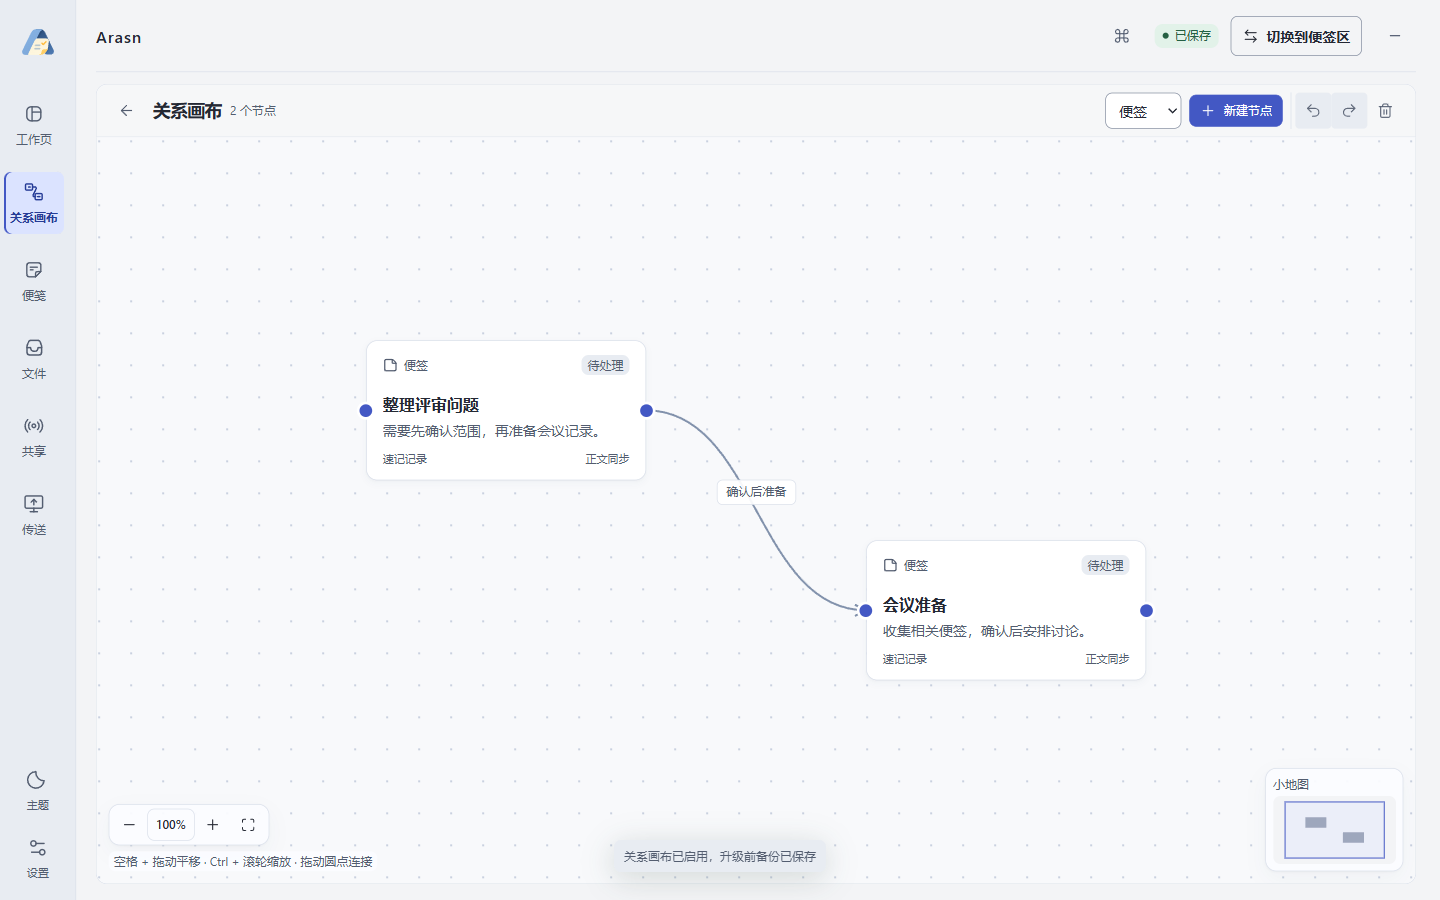 Arasn
已保存
切换到便签区
工作页
关系画布
便笺
文件
共享
传送
主题
设置
关系画布 2 个节点
便签
新建节点
便签 待处理
整理评审问题
需要先确认范围，再准备会议记录。
速记记录 正文同步
确认后准备
便签 待处理
会议准备
收集相关便签，确认后安排讨论。
速记记录 正文同步
100%
空格 + 拖动平移 · Ctrl + 滚轮缩放 · 拖动圆点连接
关系画布已启用，升级前备份已保存
小地图